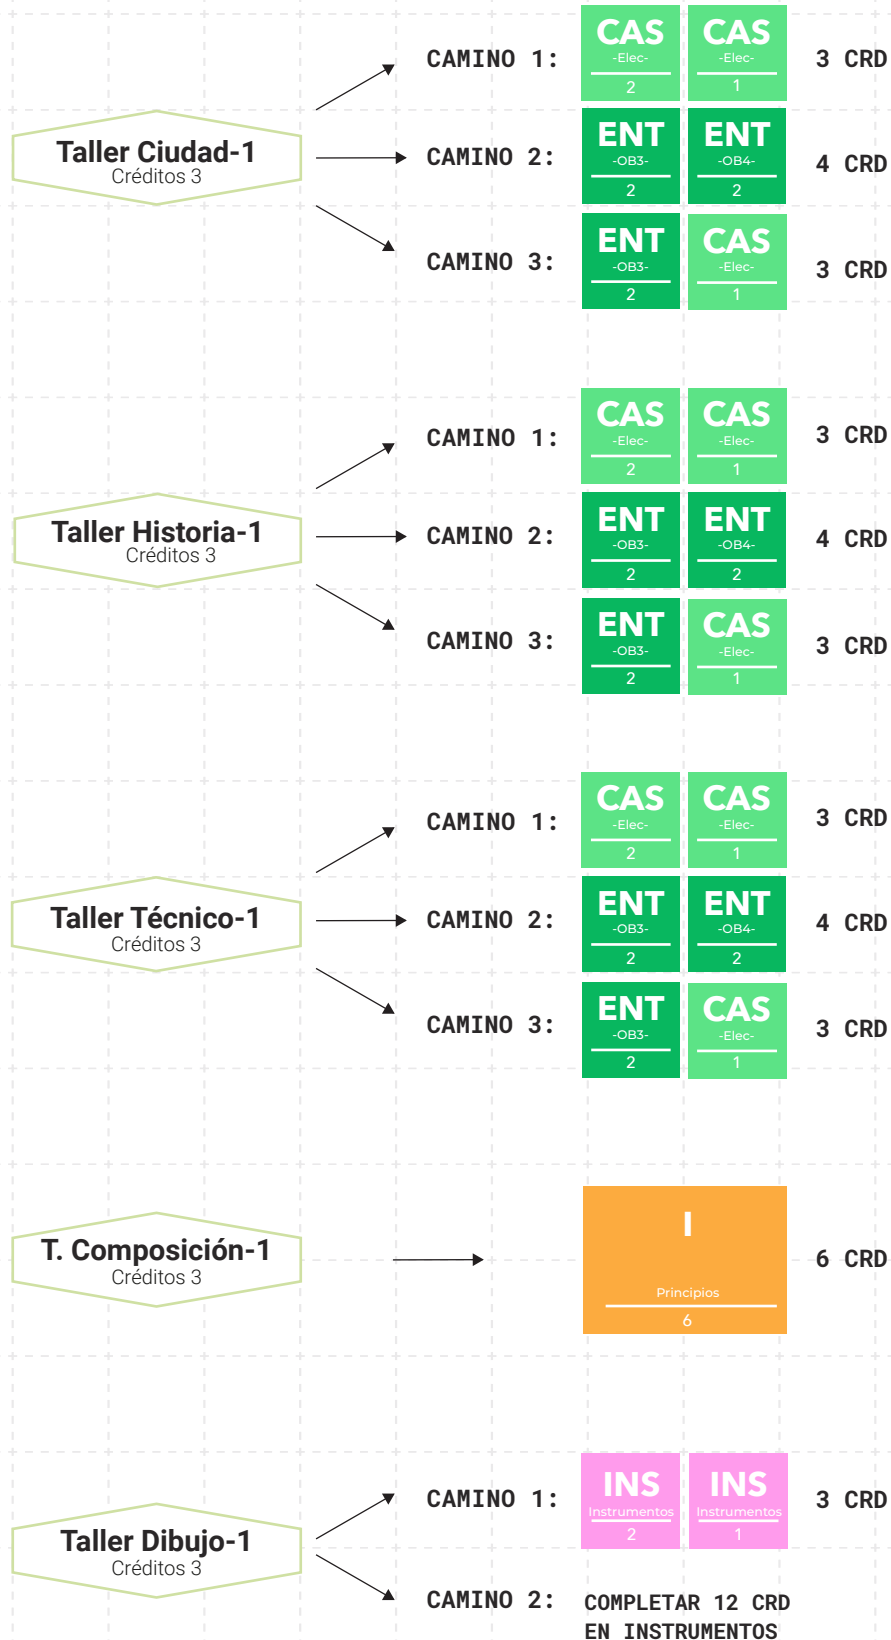 CAMINO 1:
CAS
-Elec-
2
CAS
-Elec-
1
3 CRD
Taller Ciudad-1
Créditos 3
CAMINO 2:
ENT
-OB3-
2
ENT
-OB4-
2
4 CRD
CAMINO 3:
ENT
-OB3-
2
CAS
-Elec-
1
3 CRD
CAMINO 1:
CAS
-Elec-
2
CAS
-Elec-
1
3 CRD
Taller Historia-1
Créditos 3
CAMINO 2:
ENT
-OB3-
2
ENT
-OB4-
2
4 CRD
CAMINO 3:
ENT
-OB3-
2
CAS
-Elec-
1
3 CRD
CAMINO 1:
CAS
-Elec-
2
CAS
-Elec-
1
3 CRD
Taller Técnico-1
Créditos 3
CAMINO 2:
ENT
-OB3-
2
ENT
-OB4-
2
4 CRD
CAMINO 3:
ENT
-OB3-
2
CAS
-Elec-
1
3 CRD
T. Composición-1
Créditos 3
I
Principios
6
6 CRD
Taller Dibujo-1
Créditos 3
CAMINO 1:
INS
Instrumentos
2
INS
Instrumentos
1
3 CRD
CAMINO 2:
COMPLETAR 12 CRD
EN INSTRUMENTOS